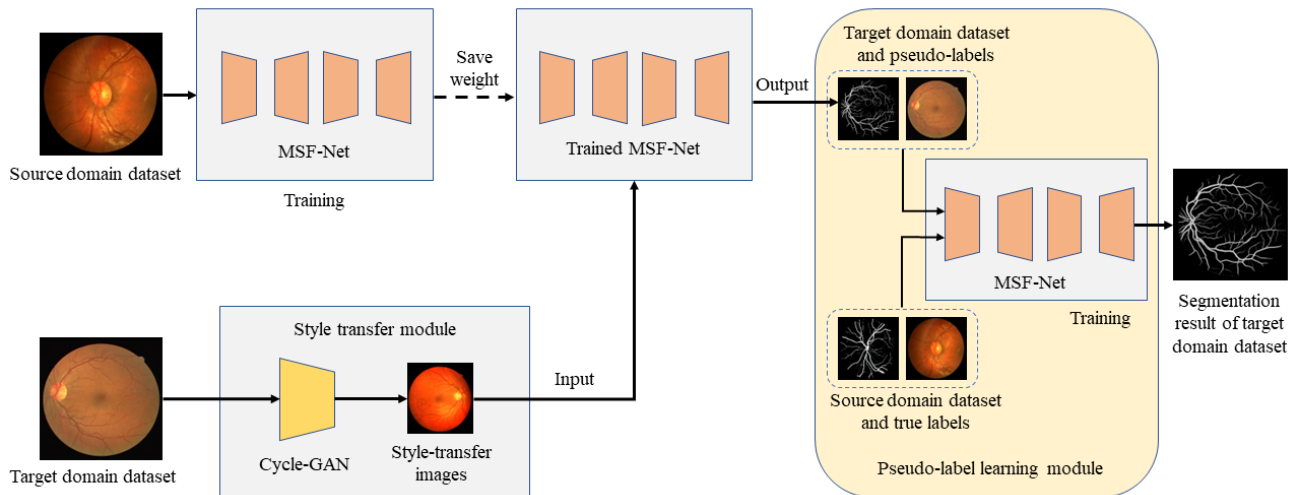 Source domain dataset
MSF-Net
Training
Save
weight
Trained MSF-Net
Output
Target domain dataset
and pseudo-labels
MSF-Net
Training
Segmentation
result of target
domain dataset
Source domain dataset
and true labels
Pseudo-label learning module
Target domain dataset
Style transfer module
Cycle-GAN
Style-transfer
images
Input